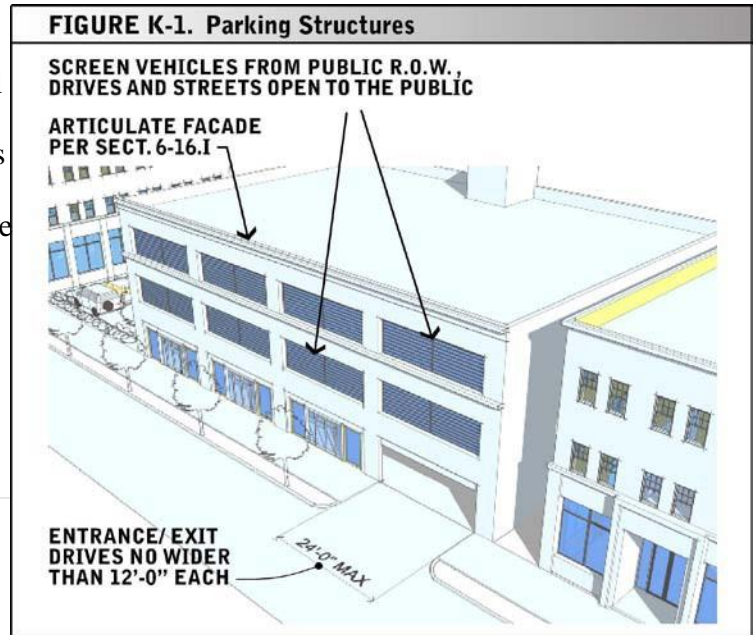 FIGURE K-1. Parking Structures
SCREEN VEHICLES FROM PUBLIC R.O.W.,
DRIVES AND STREETS OPEN TO THE PUBLIC
ARTICULATE FACADE
PER SECT. 6-16.I
s
e
ENTRANCE/ EXIT
DRIVES NO WIDER
THAN 12'-0" EACH
24'-0" MAX